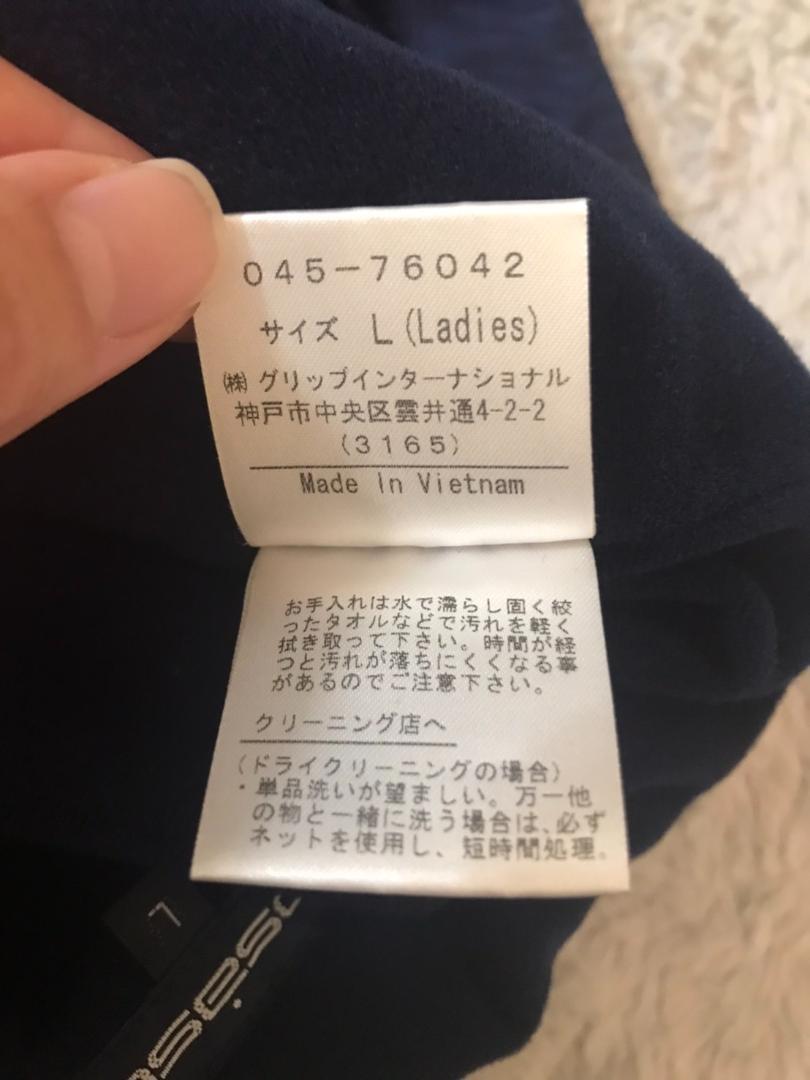 045-76042
サイズ L(Ladies)
㈱グリップインターナショナル
神戸市中央区雲井通4-2-2
(3165)
Made In Vietnam
お手入れは水で濡らし固く絞
ったタオルなどで汚れを軽く
拭き取って下さい。時間が経
つと汚れが落ちにくくなる事
があるのでご注意下さい。
クリーニング店へ
(ドライクリーニングの場合)
・単品洗いが望ましい。万一他
の物と一緒に洗う場合は、必ず
ネットを使用し、短時間処理。
L